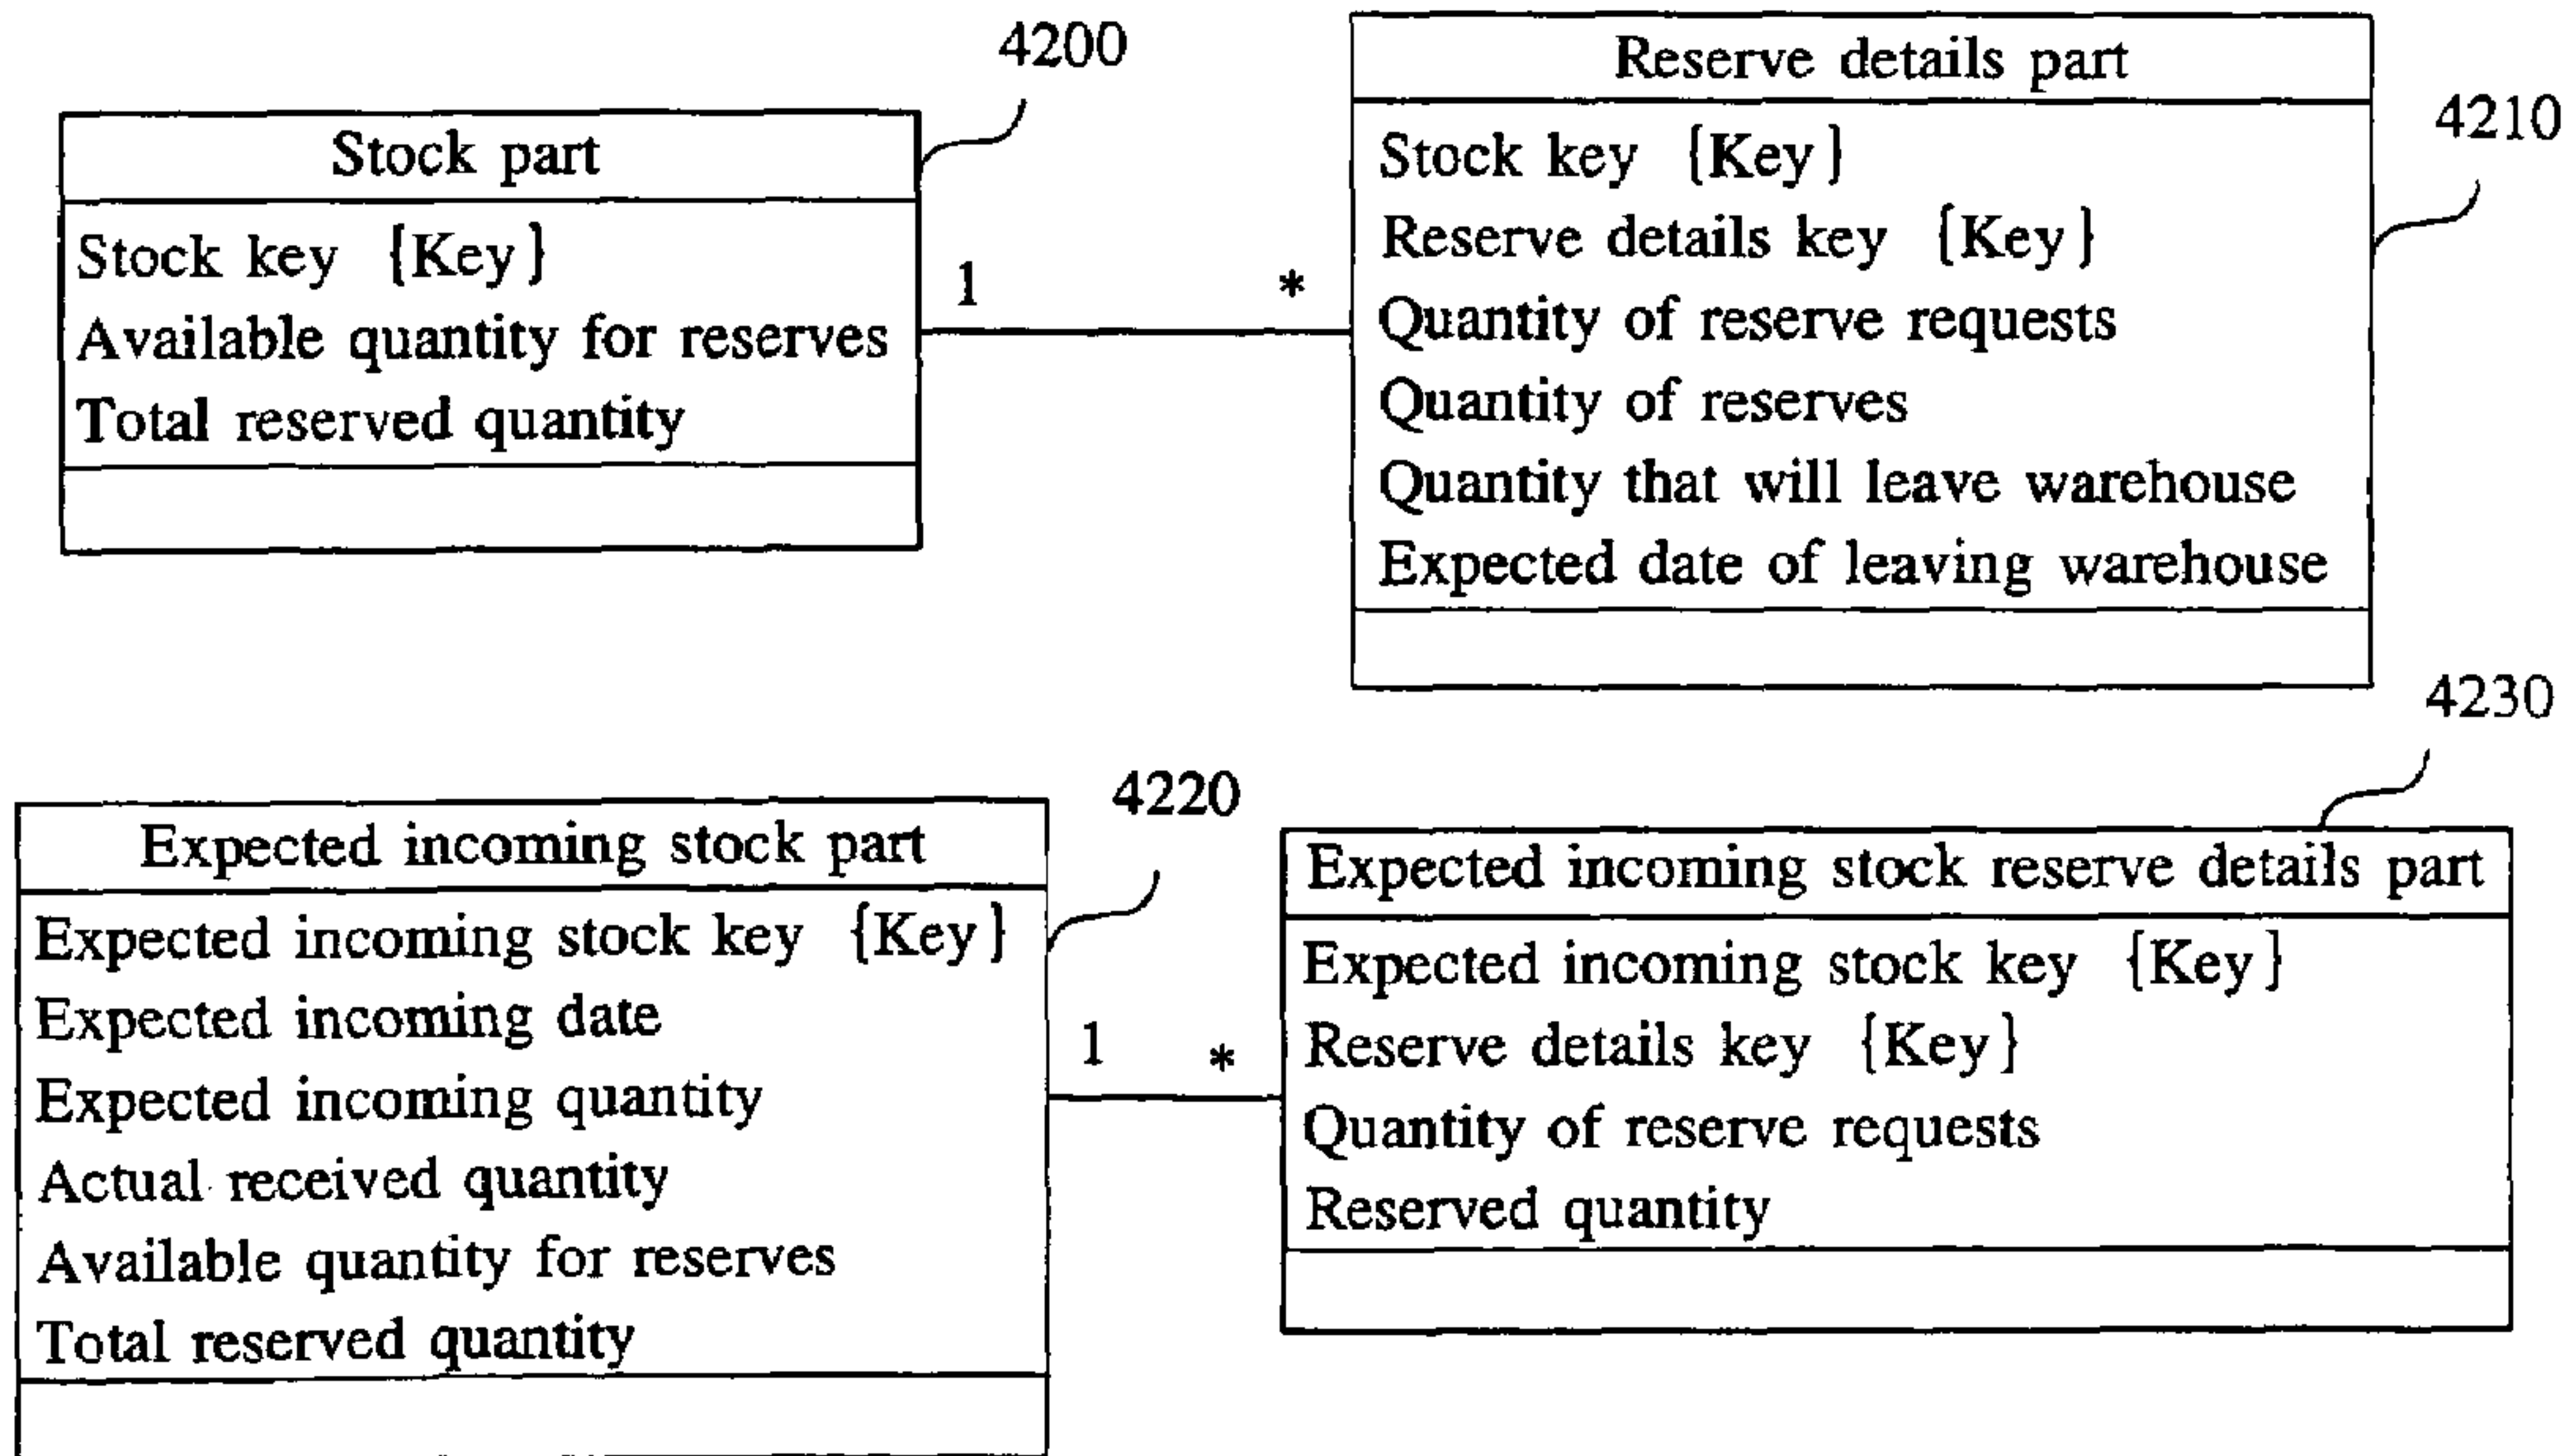 4200
Stock part
Stock key {Key}
Available quantity for reserves
Total reserved quantity
1 *
Reserve details part
4210
Stock key {Key}
Reserve details key {Key}
Quantity of reserve requests
Quantity of reserves
Quantity that will leave warehouse
Expected date of leaving warehouse
4220
Expected incoming stock part
Expected incoming stock key {Key}
Expected incoming date
Expected incoming quantity
Actual received quantity
Available quantity for reserves
Total reserved quantity
1 *
4230
Expected incoming stock reserve details part
Expected incoming stock key {Key}
Reserve details key {Key}
Quantity of reserve requests
Reserved quantity